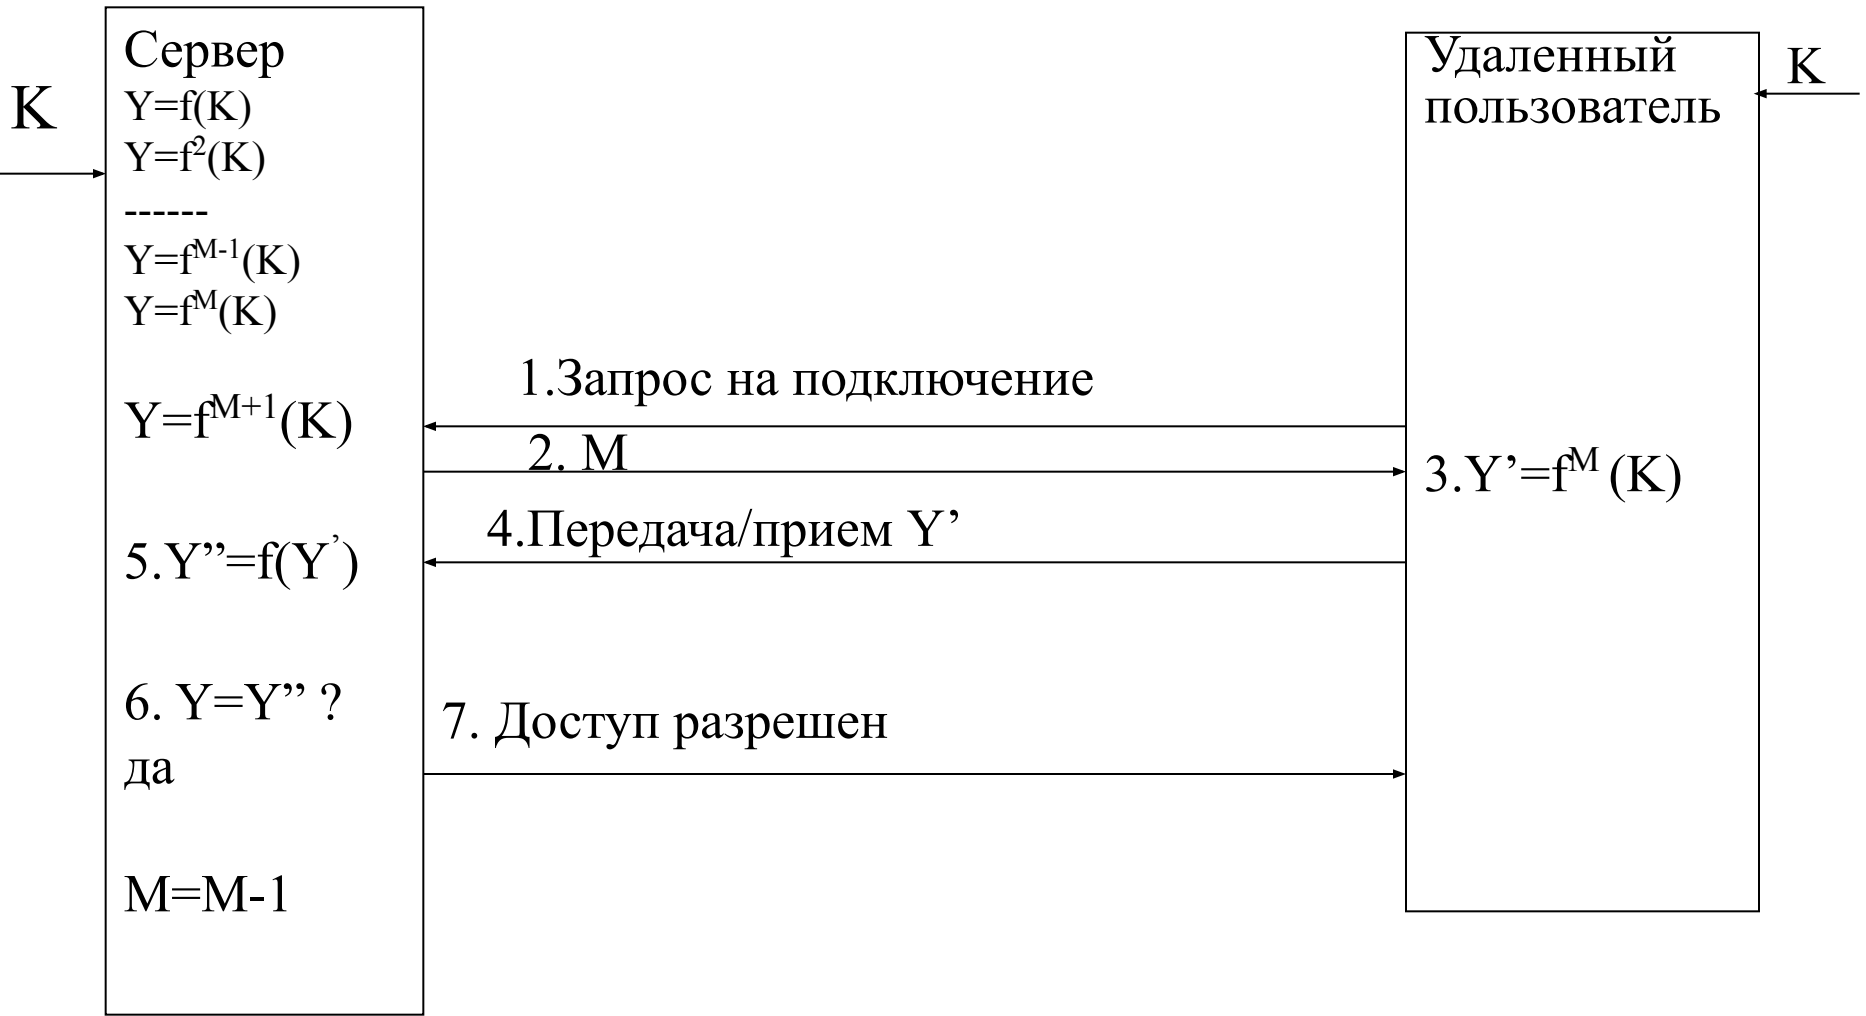 K
Сервер
Y=f(K)
Y=f²(K)
------
Y=fᴹ⁻¹(K)
Y=fᴹ(K)
Y=fᴹ⁺¹(K)
5.Y”=f(Y’)
6. Y=Y” ?
да
M=M-1
1.Запрос на подключение
2. M
4.Передача/прием Y’
7. Доступ разрешен
Удаленный
пользователь
3.Y’=fᴹ (K)
K